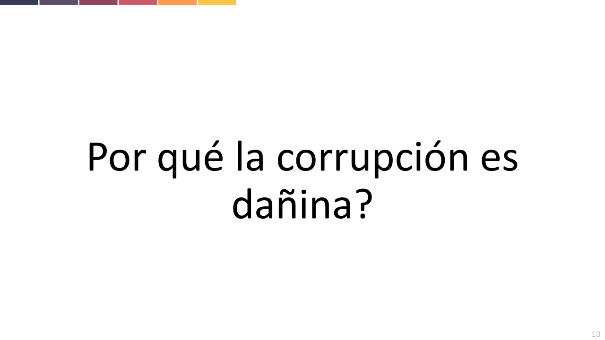 Por qué la corrupción es
dañina?
13